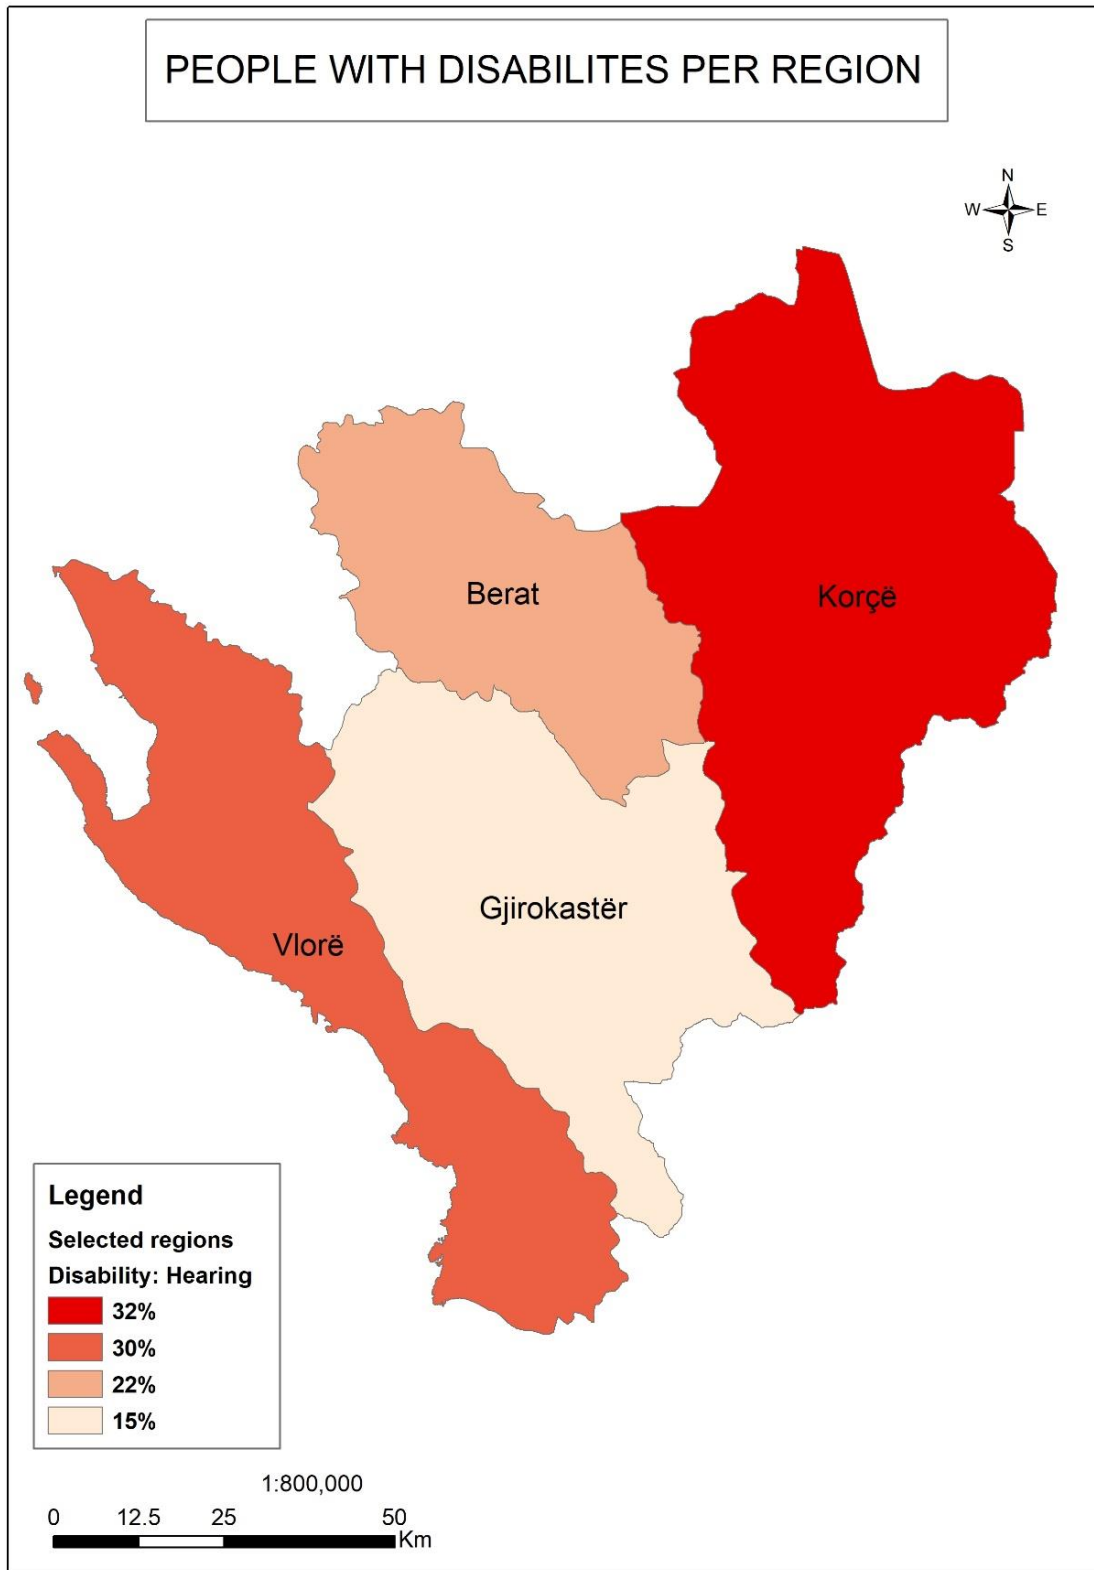 PEOPLE WITH DISABILITES PER REGION
N
W E
S
Berat
Korçë
Gjirokastër
Vlorë
Legend
Selected regions
Disability: Hearing
32%
30%
22%
15%
1:800,000
0 12.5 25 50
Km